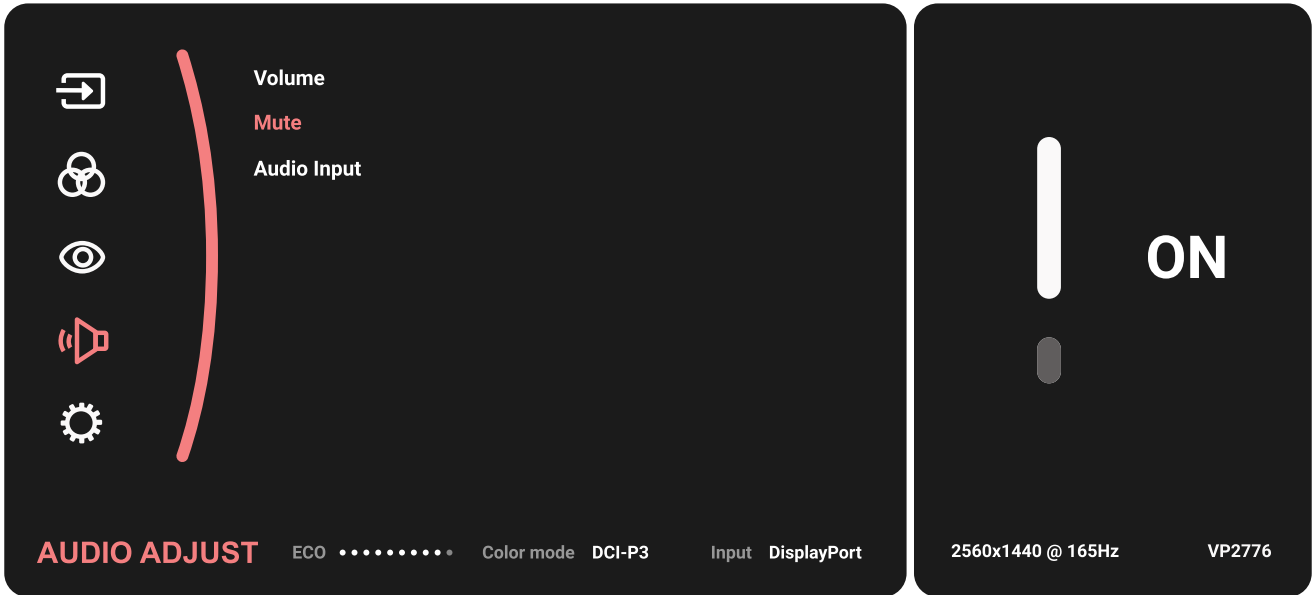 Volume
Mute
Audio Input
ON
AUDIO ADJUST ECO Color mode DCI-P3 Input DisplayPort
2560x1440 @ 165Hz VP2776